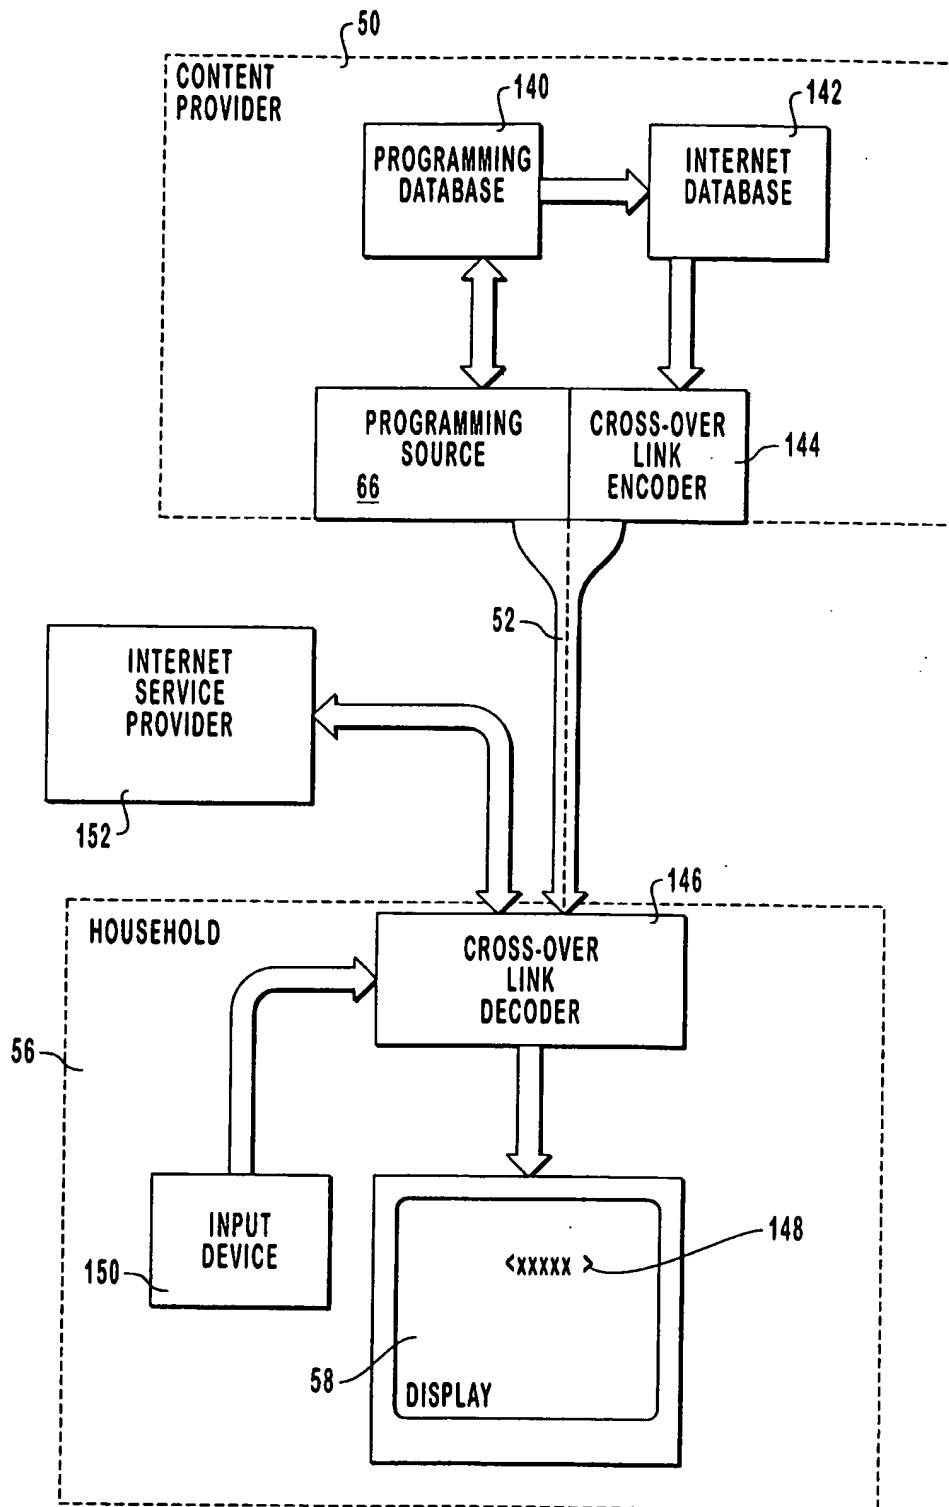 50
CONTENT
PROVIDER
140
142
PROGRAMMING
DATABASE
INTERNET
DATABASE
PROGRAMMING
SOURCE
66
CROSS-OVER
LINK
ENCODER
144
52
INTERNET
SERVICE
PROVIDER
152
146
HOUSEHOLD
CROSS-OVER
LINK
DECODER
56
INPUT
DEVICE
150
<xxxxx >
148
58
DISPLAY